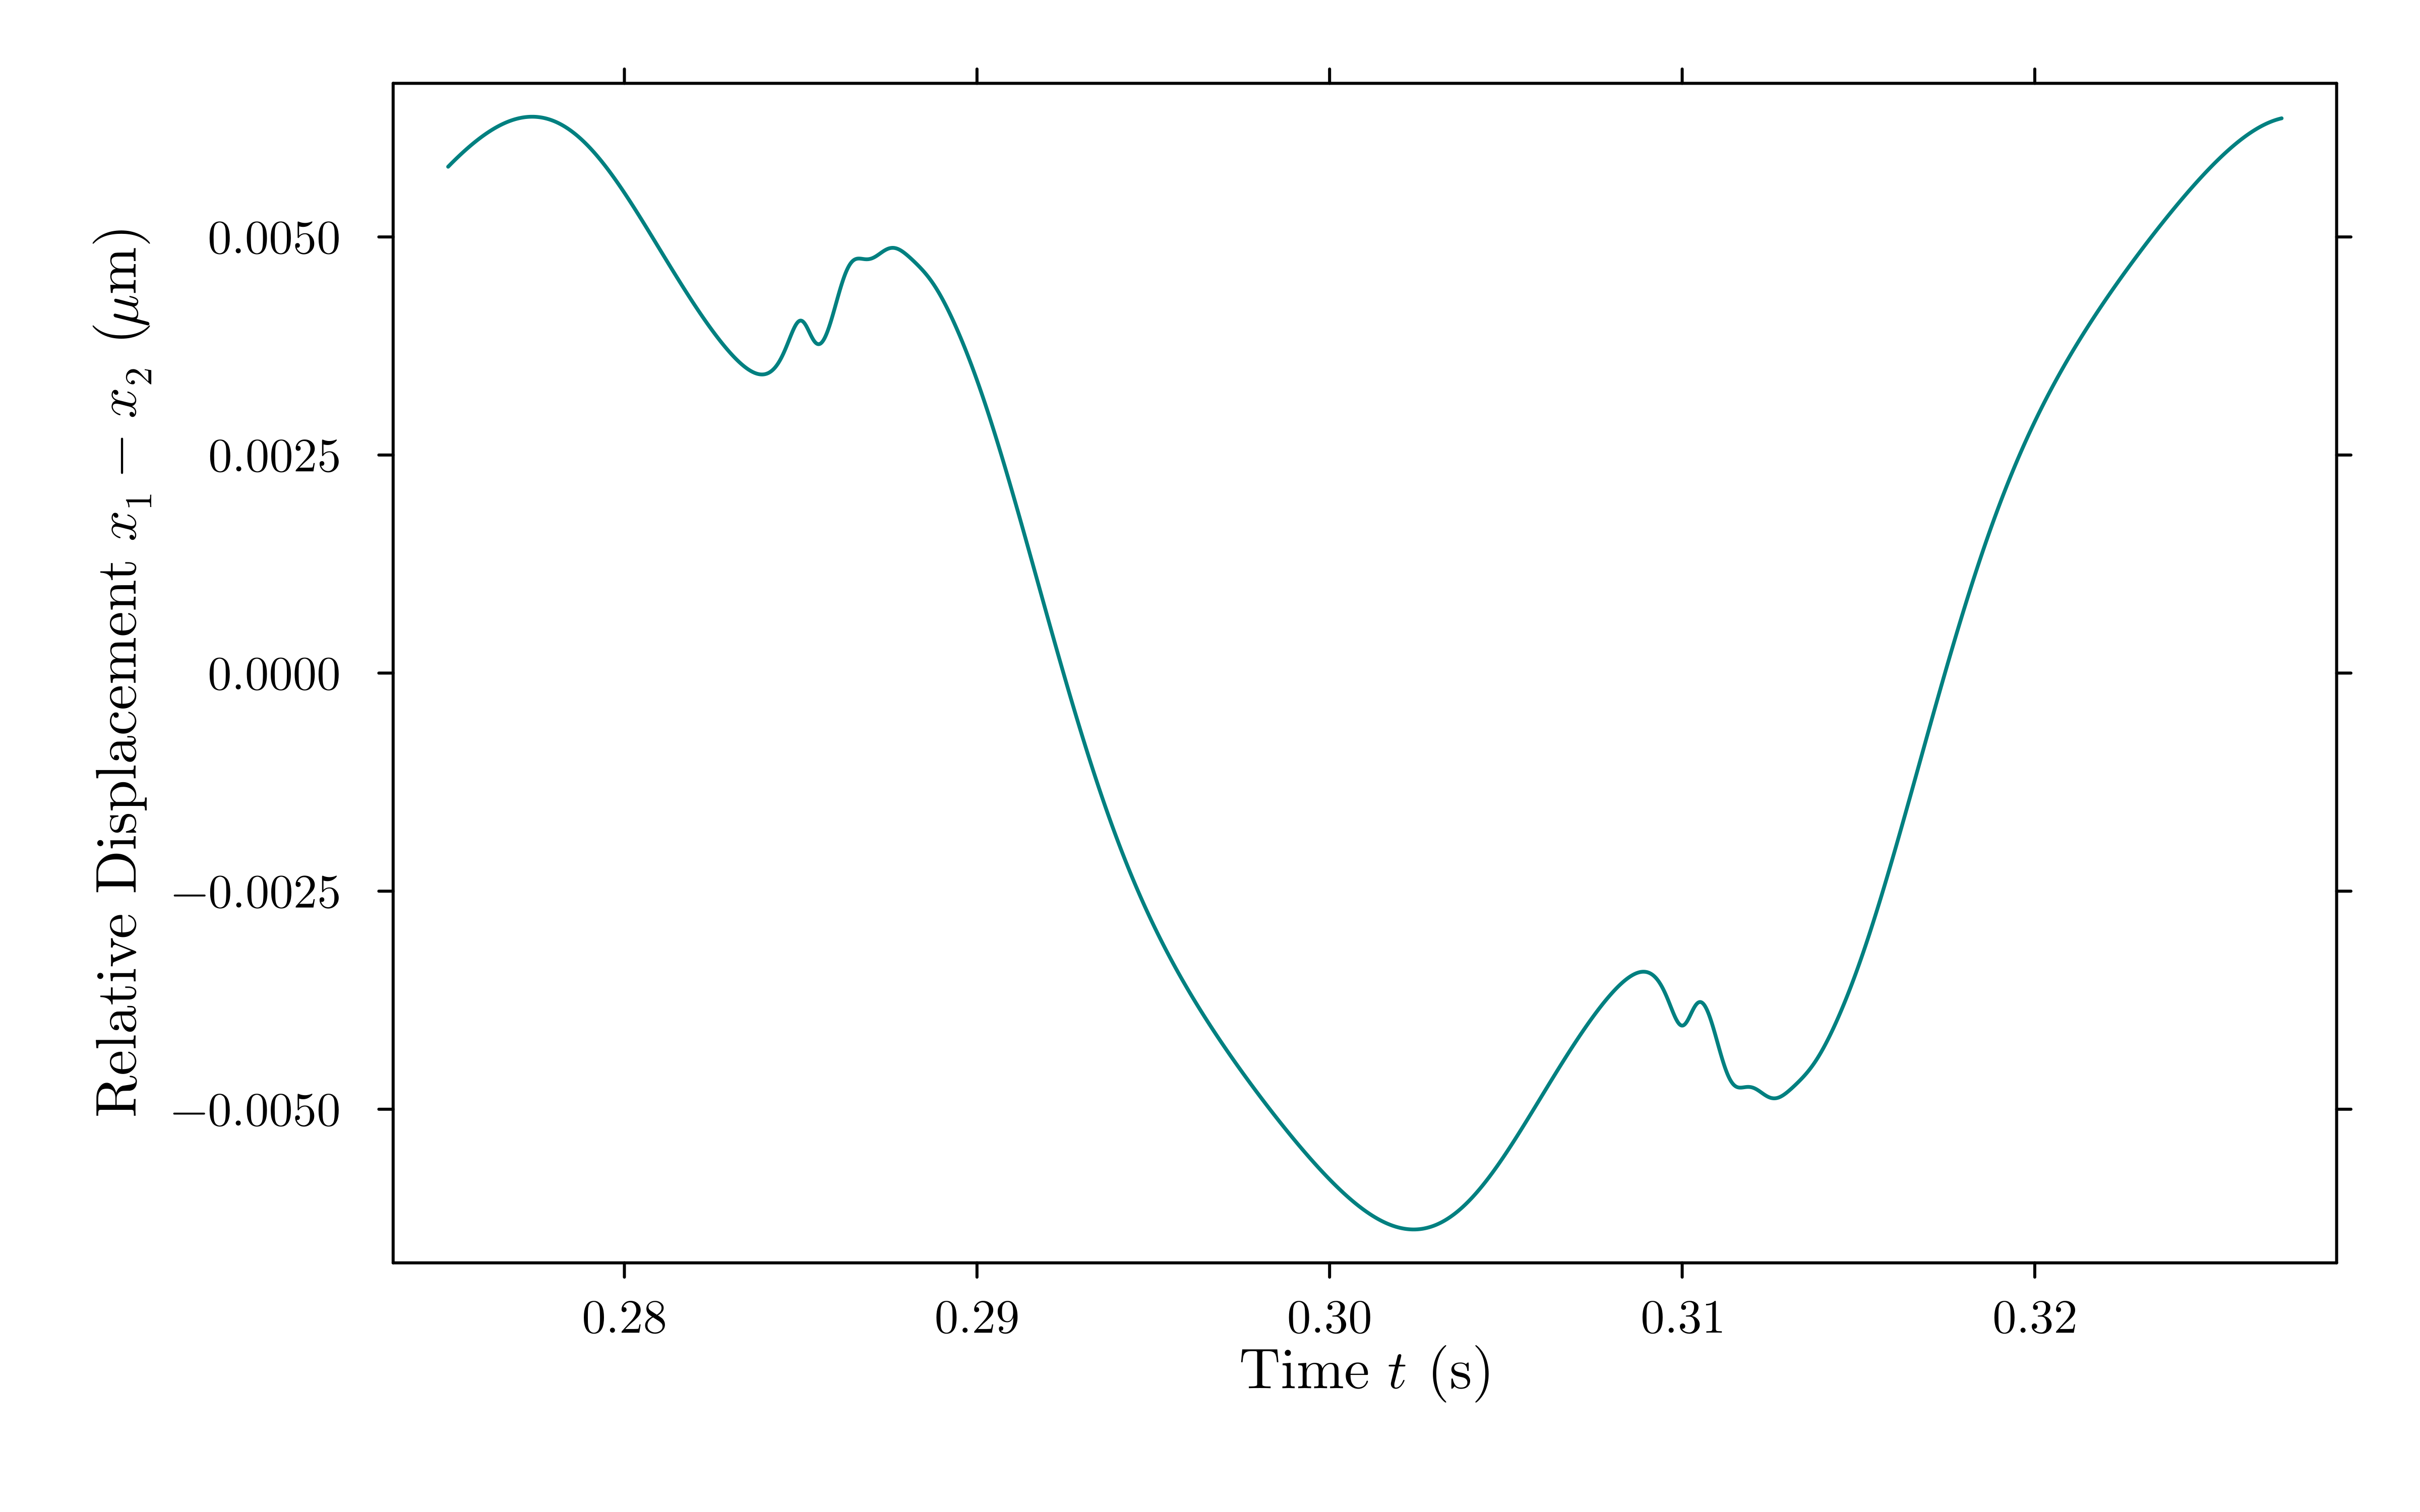 Relative Displacement x₁ − x₂ (μm)
0.0050
0.0025
0.0000
−0.0025
−0.0050
0.28 0.29 0.30 0.31 0.32
Time t (s)